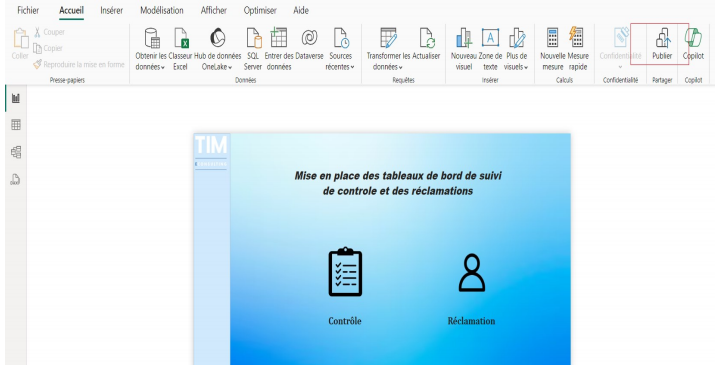 Fichier Accueil Insérer Modélisation Afficher Optimiser Aide
Coller
Couper
Copier
Reproduire la mise en forme
Obtenir les données
Classeur Excel
Hub de données OneLake
SQL Server
Entrer des données
Dataverse
Sources récentes
Transformer les données
Actualiser
Nouveau visuel
Zone de texte
Plus de visuels
Nouvelle mesure
Mesure rapide
Confidentialité
Publier
Copilot
Presse-papiers Données Requêtes Insérer Calculs Confidentialité Partager Copilot
TIM
Mise en place des tableaux de bord de suivi
de controle et des réclamations
Contrôle Réclamation